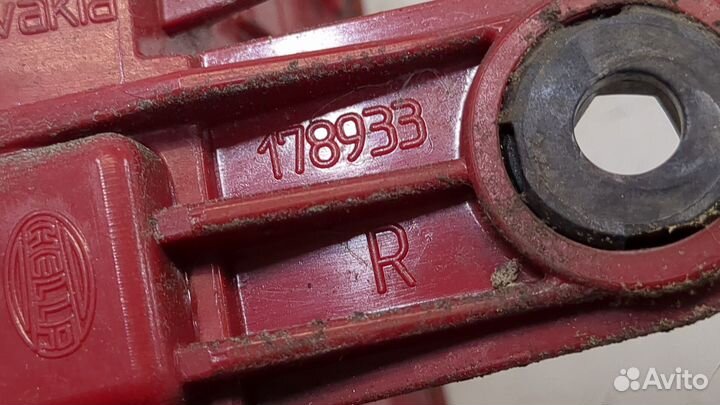 vakia
178933
R
HELLA
Avito